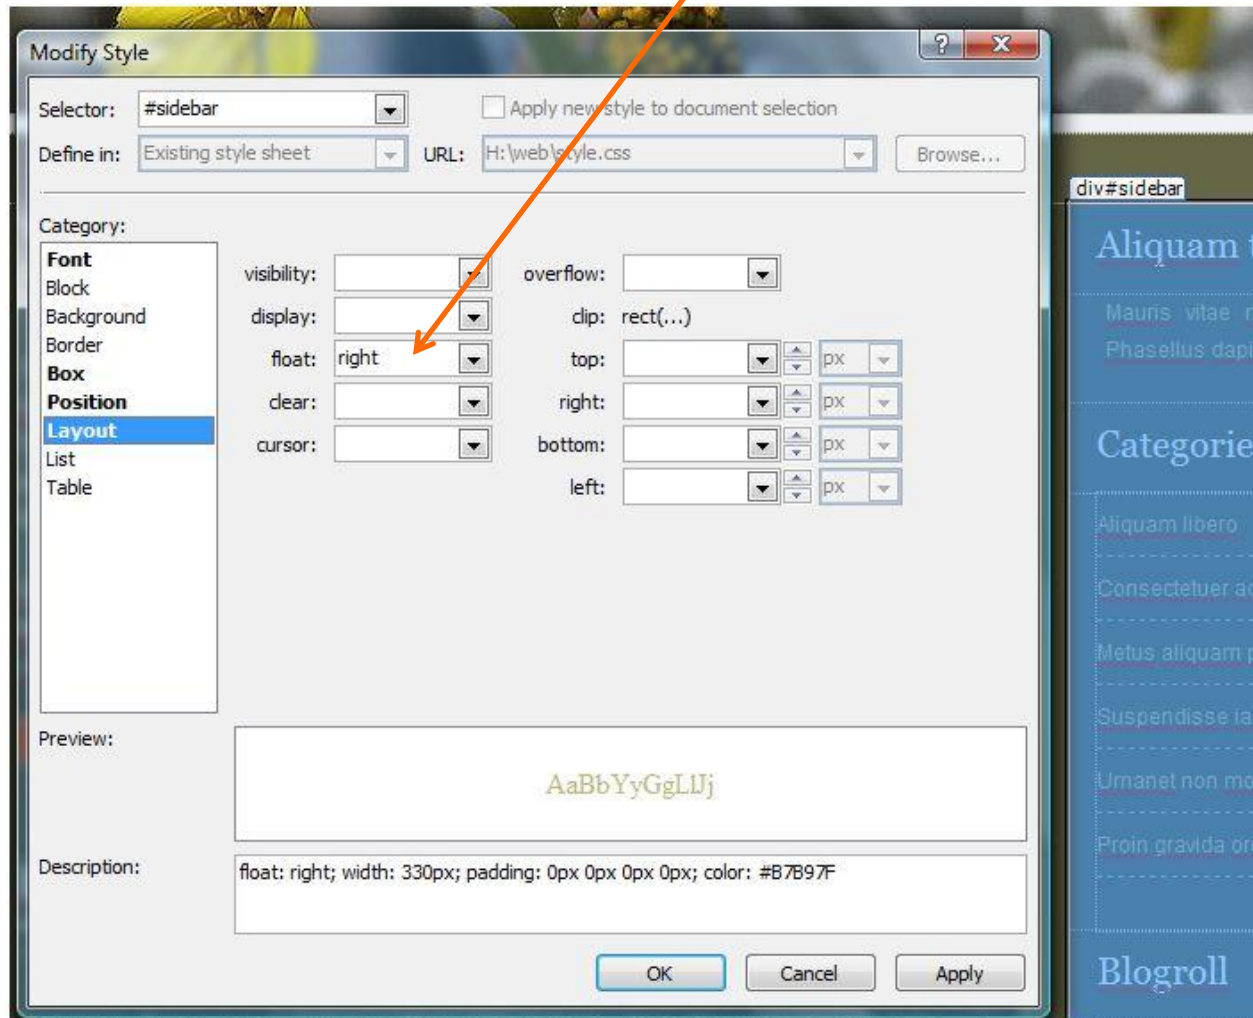 Modify Style
?
X
Selector: #sidebar Apply new style to document selection
Define in: Existing style sheet URL: H:\web\style.css Browse...
Category:
Font
Block
Background
Border
Box
Position
Layout
List
Table
visibility: overflow:
display: clip: rect(...)
float: right top: px
clear: right: px
cursor: bottom: px
left: px
Preview:
AaBbYyGgLlJj
Description:
float: right; width: 330px; padding: 0px 0px 0px 0px; color: #B7B97F
OK Cancel Apply
div#sidebar
Aliquam
Mauris vitae
Phasellus dapi
Categorie
Aliquam libero
Consectetuer
Metus aliquam
Suspendisse
Urnanet non mo
Proin gravida
Blogroll